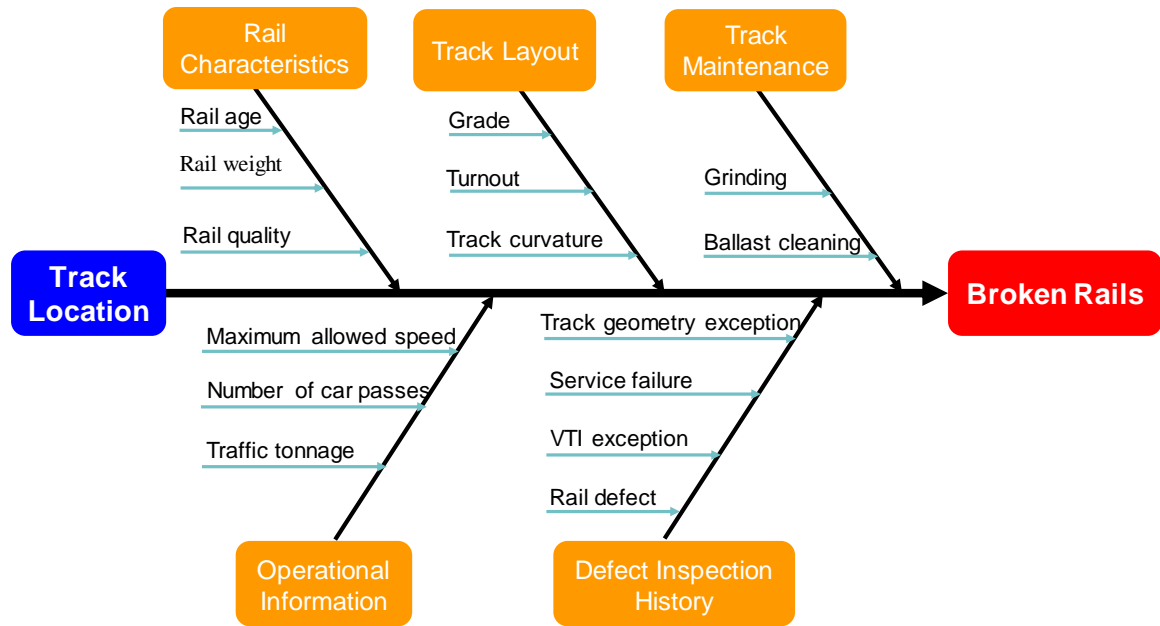 Rail
Characteristics
Track Layout
Track
Maintenance
Rail age
Rail weight
Rail quality
Grade
Turnout
Track curvature
Grinding
Ballast cleaning
Track
Location
Broken Rails
Maximum allowed speed
Number of car passes
Traffic tonnage
Track geometry exception
Service failure
VTI exception
Rail defect
Operational
Information
Defect Inspection
History